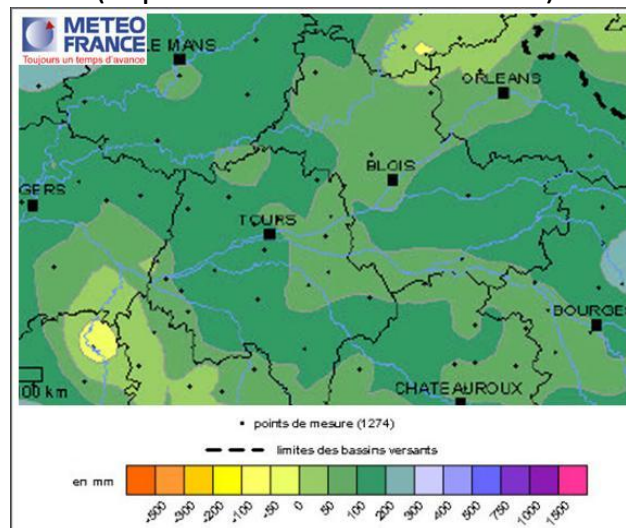 METEO
FRANCE
Toujours un temps d'avance
LE MANS
ORLEANS
BLOIS
GERS
TOURS
BOURGES
CHATEAUROUX
00 km
points de mesure (1274)
limites des bassins versants
en mm
-500 -300 -200 -100 -50 0 50 100 200 300 400 500 750 1000 1500